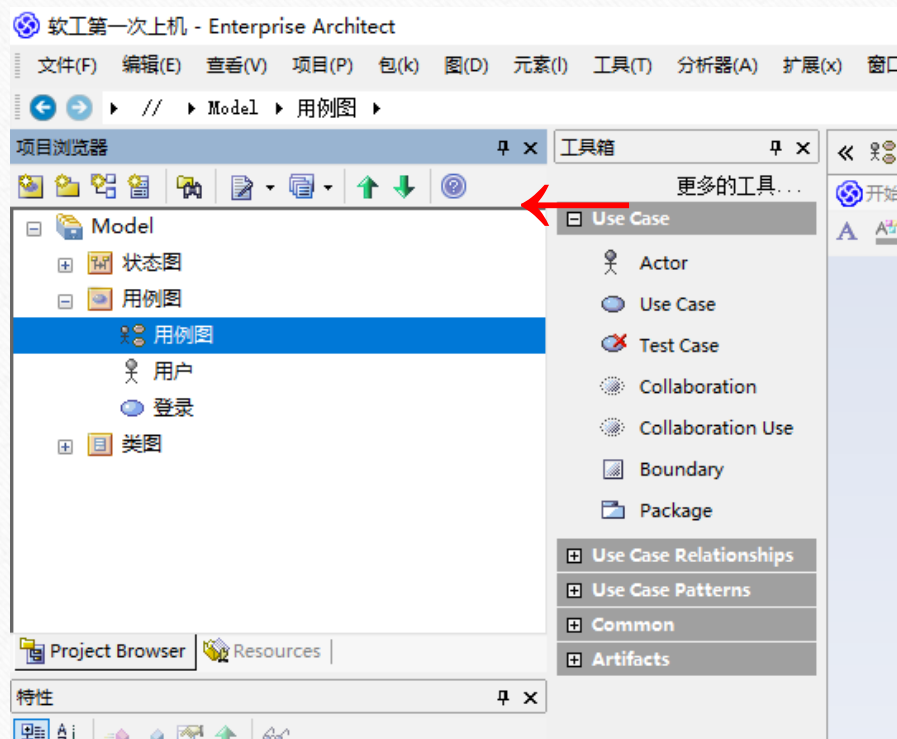 软工第一次上机 - Enterprise Architect
文件(F) 编辑(E) 查看(V) 项目(P) 包(k) 图(D) 元素(I) 工具(T) 分析器(A) 扩展(x) 窗口
// Model 用例图
项目浏览器
工具箱
更多的工具...
开始
Model
状态图
用例图
用例图
用户
登录
类图
Use Case
Actor
Use Case
Test Case
Collaboration
Collaboration Use
Boundary
Package
Use Case Relationships
Use Case Patterns
Common
Artifacts
Project Browser
Resources
特性